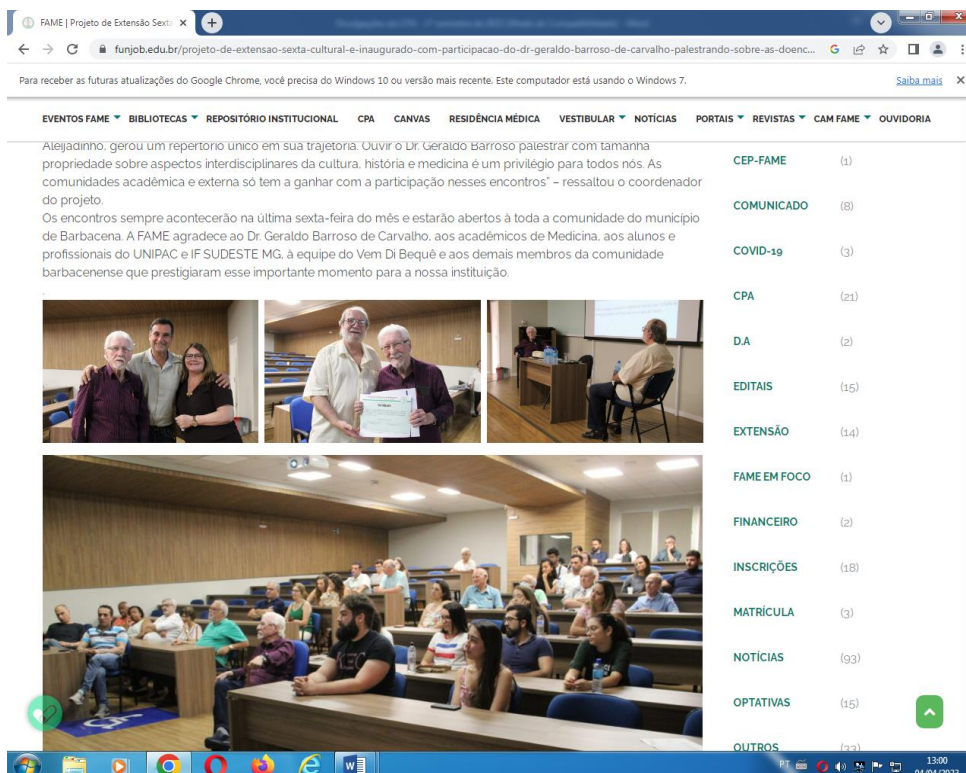 FAME | Projeto de Extensão Sexta
funjob.edu.br/projeto-de-extensao-sexta-cultural-e-inaugurado-com-participacao-do-dr-geraldo-barroso-de-carvalho-palestrando-sobre-as-doenc...
Para receber as futuras atualizações do Google Chrome, você precisa do Windows 10 ou versão mais recente. Este computador está usando o Windows 7.
Saiba mais
EVENTOS FAME BIBLIOTECAS REPOSITÓRIO INSTITUCIONAL CPA CANVAS RESIDÊNCIA MÉDICA VESTIBULAR NOTÍCIAS PORTAIS REVISTAS CAM FAME OUVIDORIA
Aleijadinho, gerou um repertório único em sua trajetória. Ouvir o Dr. Geraldo Barroso palestrar com tamanha
propriedade sobre aspectos interdisciplinares da cultura, história e medicina é um privilégio para todos nós. As
comunidades acadêmica e externa só tem a ganhar com a participação nesses encontros" – ressaltou o coordenador
do projeto.
Os encontros sempre acontecerão na última sexta-feira do mês e estarão abertos à toda a comunidade do município
de Barbacena. A FAME agradece ao Dr. Geraldo Barroso de Carvalho, aos acadêmicos de Medicina, aos alunos e
profissionais do UNIPAC e IF SUDESTE MG, à equipe do Vem Di Bequê e aos demais membros da comunidade
barbacenense que prestigiaram esse importante momento para a nossa instituição.
CEP-FAME (1)
COMUNICADO (8)
COVID-19 (3)
CPA (21)
D.A (2)
EDITAIS (15)
EXTENSÃO (14)
FAME EM FOCO (1)
FINANCEIRO (2)
INSCRIÇÕES (18)
MATRÍCULA (3)
NOTÍCIAS (93)
OPTATIVAS (15)
OUTROS (33)
PT
13:00
04/04/2023